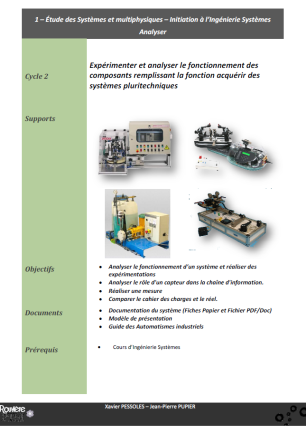 1 – Étude des Systèmes et multiphysiques – Initiation à l'Ingénierie Systèmes
Analyser
Cycle 2
Expérimenter et analyser le fonctionnement des
composants remplissant la fonction acquérir des
systèmes pluritechniques
Supports
Objectifs
• Analyser le fonctionnement d'un système et réaliser des
expérimentations
• Analyser le rôle d'un capteur dans la chaîne d'information.
• Réaliser une mesure
• Comparer le cahier des charges et le réel.
Documents
• Documentation du système (Fiches Papier et Fichier PDF/Doc)
• Modèle de présentation
• Guide des Automatismes industriels
Prérequis
• Cours d'Ingénierie Systèmes
Xavier PESSOLES – Jean-Pierre PUPIER